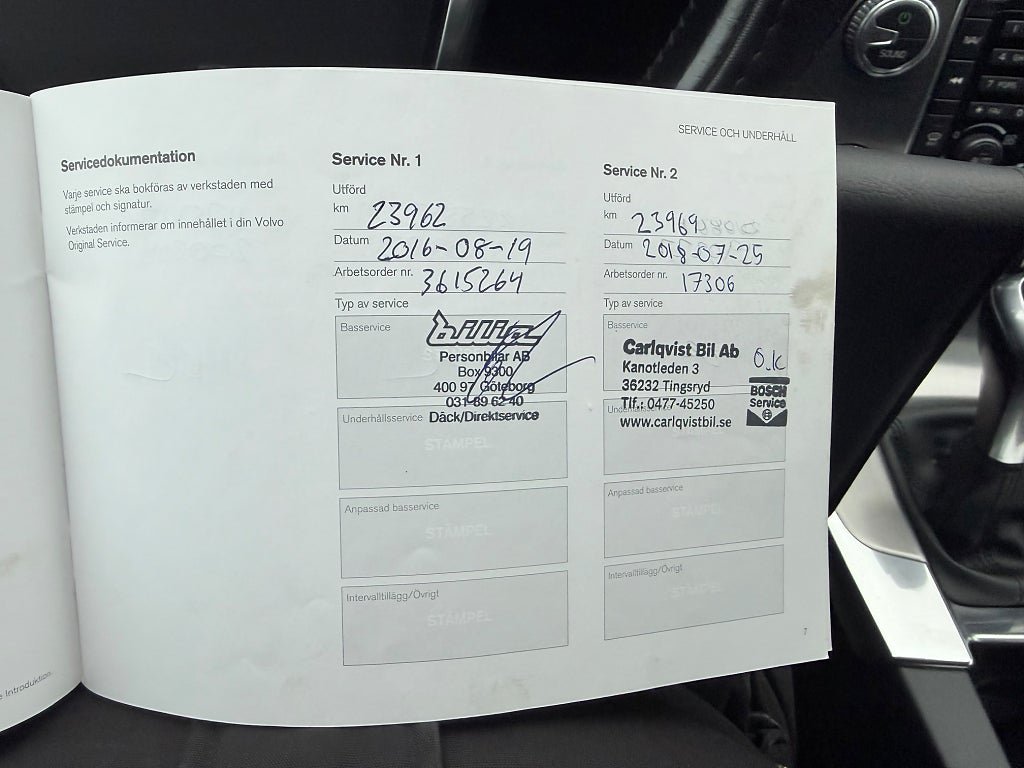 SERVICE OCH UNDERHÅLL
Servicedokumentation
Varje service ska bokföras av verkstaden med
stämpel och signatur.
Verkstaden informerar om innehållet i din Volvo
Original Service.
Service Nr. 1
Utförd
km 23962
Datum 2016-08-19
Arbetsorder nr. 3615264
Typ av service
Basservice
bilia
Personbilar AB
Box 9300
400 97 Göteborg
031-89 62 40
Underhållsservice Däck/Direktservice
STÄMPEL
Anpassad basservice
STÄMPEL
Intervalltillägg/Övrigt
STÄMPEL
Service Nr. 2
Utförd
km 23969
Datum 2018-07-25
Arbetsorder nr. 17306
Typ av service
Basservice
Carlqvist Bil Ab
Kanotleden 3
36232 Tingsryd
Tlf.: 0477-45250
www.carlqvistbil.se
Ö.K
BOSCH
Service
Anpassad basservice
STÄMPEL
Intervalltillägg/Övrigt
STÄMPEL
7
Introduktion.
SOUND